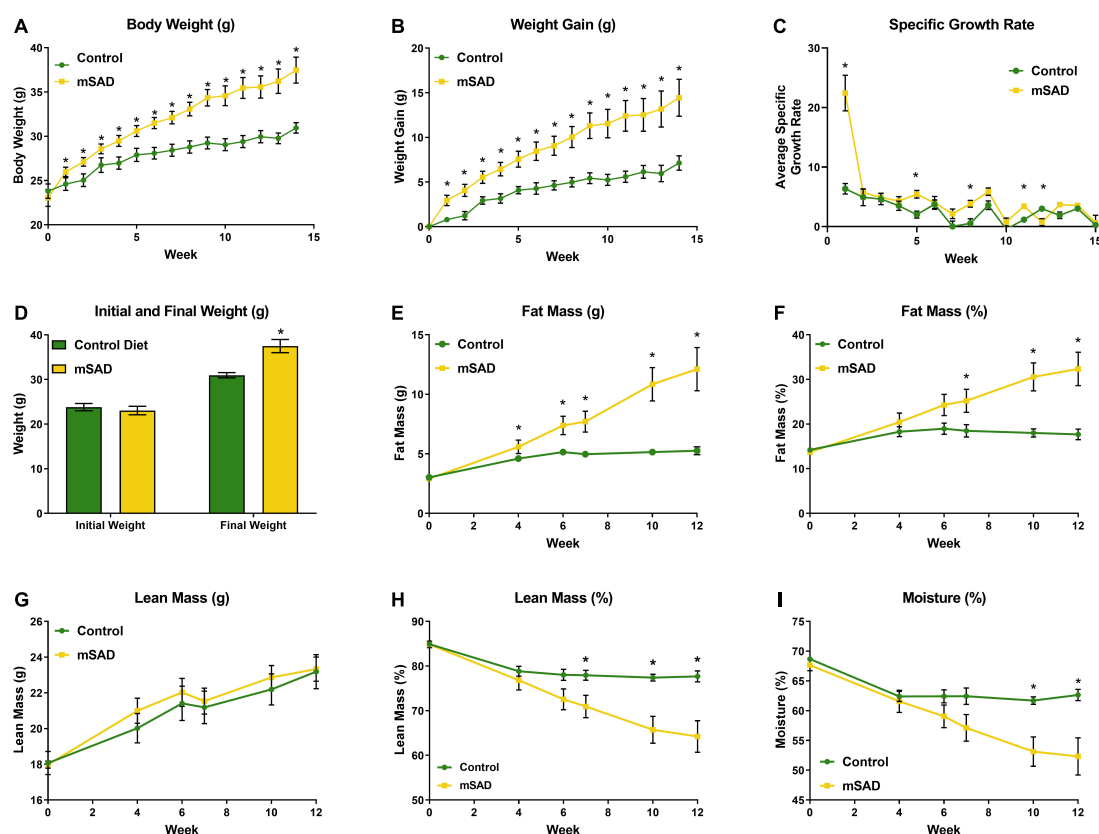 A
Body Weight (g)
Control
mSAD
Body Weight (g)
40
35
30
25
20
* * * * * * * * * * * * * *
0 5 10 15
Week
B
Weight Gain (g)
Control
mSAD
Weight Gain (g)
20
15
10
5
0
* * * * * * * * * * * * * *
0 5 10 15
Week
C
Specific Growth Rate
Control
mSAD
Average Specific
Growth Rate
30
20
10
0
* * * * *
0 5 10 15
Week
D
Initial and Final Weight (g)
Control Diet
mSAD
Weight (g)
40
30
20
10
0
*
Initial Weight Final Weight
E
Fat Mass (g)
Control
mSAD
Fat Mass (g)
15
10
5
0
* * * * *
0 2 4 6 8 10 12
Week
F
Fat Mass (%)
Control
mSAD
Fat Mass (%)
40
30
20
10
0
* * *
0 2 4 6 8 10 12
Week
G
Lean Mass (g)
Control
mSAD
Lean Mass (g)
26
24
22
20
18
16
0 2 4 6 8 10 12
Week
H
Lean Mass (%)
Control
mSAD
Lean Mass (%)
90
80
70
60
50
* * *
0 2 4 6 8 10 12
Week
I
Moisture (%)
Control
mSAD
Moisture (%)
75
70
65
60
55
50
45
* *
0 2 4 6 8 10 12
Week